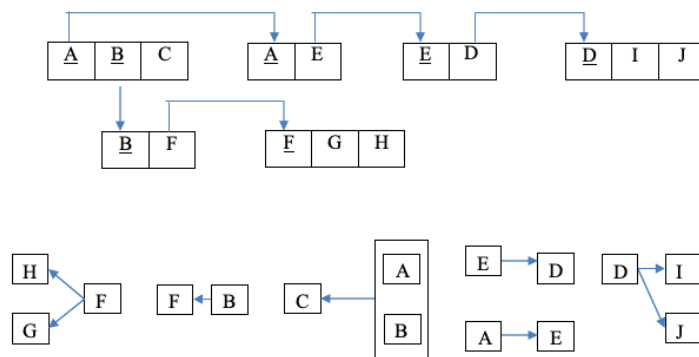 A B C A E E D D I J
B F F G H
H F G
F B
C A B
E D
A E
D I J